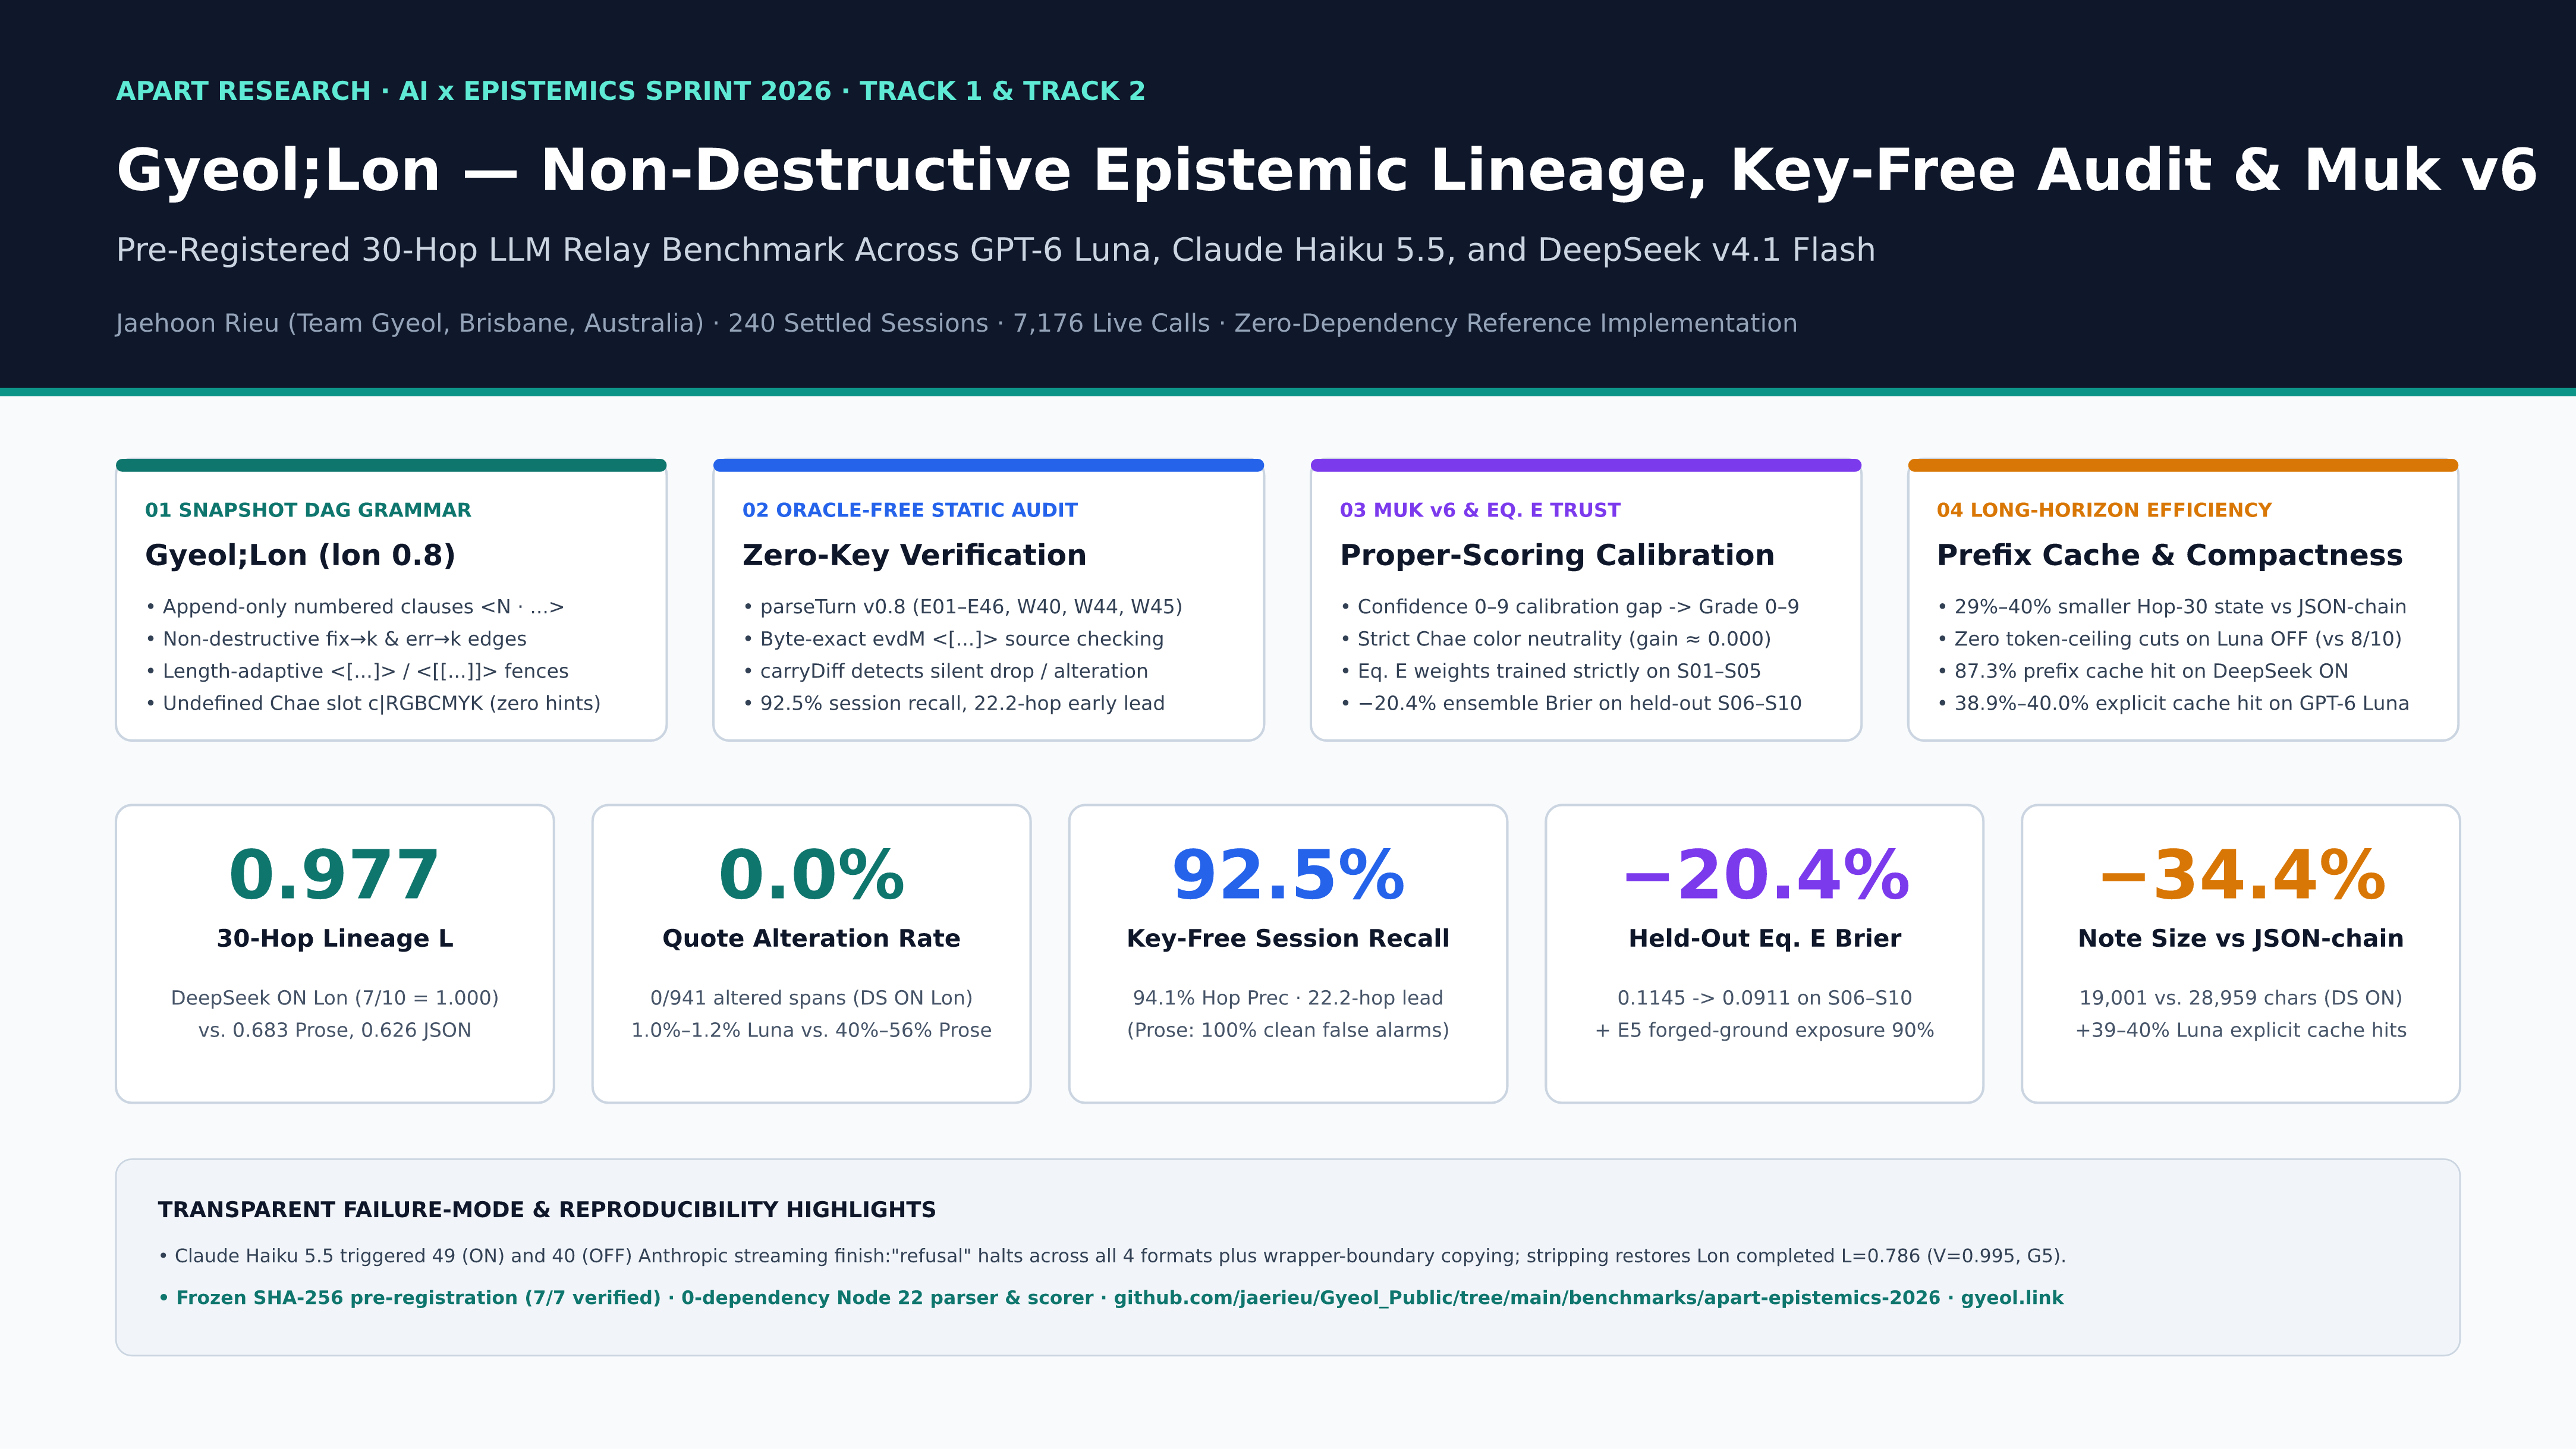 APART RESEARCH · AI x EPISTEMICS SPRINT 2026 · TRACK 1 & TRACK 2
Gyeol;Lon — Non-Destructive Epistemic Lineage, Key-Free Audit & Muk v6
Pre-Registered 30-Hop LLM Relay Benchmark Across GPT-6 Luna, Claude Haiku 5.5, and DeepSeek v4.1 Flash
Jaehoon Rieu (Team Gyeol, Brisbane, Australia) · 240 Settled Sessions · 7,176 Live Calls · Zero-Dependency Reference Implementation
01 SNAPSHOT DAG GRAMMAR
Gyeol;Lon (lon 0.8)
• Append-only numbered clauses <N · ...>
• Non-destructive fix→k & err→k edges
• Length-adaptive <[...]> / <[[...]]> fences
• Undefined Chae slot c|RGBCMYK (zero hints)
02 ORACLE-FREE STATIC AUDIT
Zero-Key Verification
• parseTurn v0.8 (E01–E46, W40, W44, W45)
• Byte-exact evdM <[...]> source checking
• carryDiff detects silent drop / alteration
• 92.5% session recall, 22.2-hop early lead
03 MUK v6 & EQ. E TRUST
Proper-Scoring Calibration
• Confidence 0–9 calibration gap -> Grade 0–9
• Strict Chae color neutrality (gain ≈ 0.000)
• Eq. E weights trained strictly on S01–S05
• −20.4% ensemble Brier on held-out S06–S10
04 LONG-HORIZON EFFICIENCY
Prefix Cache & Compactness
• 29%–40% smaller Hop-30 state vs JSON-chain
• Zero token-ceiling cuts on Luna OFF (vs 8/10)
• 87.3% prefix cache hit on DeepSeek ON
• 38.9%–40.0% explicit cache hit on GPT-6 Luna
0.977
30-Hop Lineage L
DeepSeek ON Lon (7/10 = 1.000)
vs. 0.683 Prose, 0.626 JSON
0.0%
Quote Alteration Rate
0/941 altered spans (DS ON Lon)
1.0%–1.2% Luna vs. 40%–56% Prose
92.5%
Key-Free Session Recall
94.1% Hop Prec · 22.2-hop lead
(Prose: 100% clean false alarms)
−20.4%
Held-Out Eq. E Brier
0.1145 -> 0.0911 on S06–S10
+ E5 forged-ground exposure 90%
−34.4%
Note Size vs JSON-chain
19,001 vs. 28,959 chars (DS ON)
+39–40% Luna explicit cache hits
TRANSPARENT FAILURE-MODE & REPRODUCIBILITY HIGHLIGHTS
• Claude Haiku 5.5 triggered 49 (ON) and 40 (OFF) Anthropic streaming finish:"refusal" halts across all 4 formats plus wrapper-boundary copying; stripping restores Lon completed L=0.786 (V=0.995, G5).
• Frozen SHA-256 pre-registration (7/7 verified) · 0-dependency Node 22 parser & scorer · github.com/jaerieu/Gyeol_Public/tree/main/benchmarks/apart-epistemics-2026 · gyeol.link